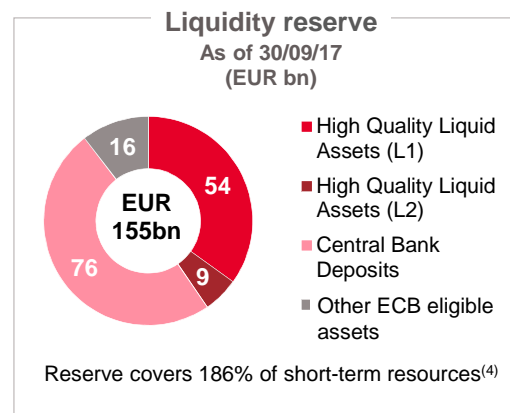 Liquidity reserve
As of 30/09/17
(EUR bn)
16
54
EUR
155bn
76
9
High Quality Liquid
Assets (L1)
High Quality Liquid
Assets (L2)
Central Bank
Deposits
Other ECB eligible
assets
Reserve covers 186% of short-term resources(4)